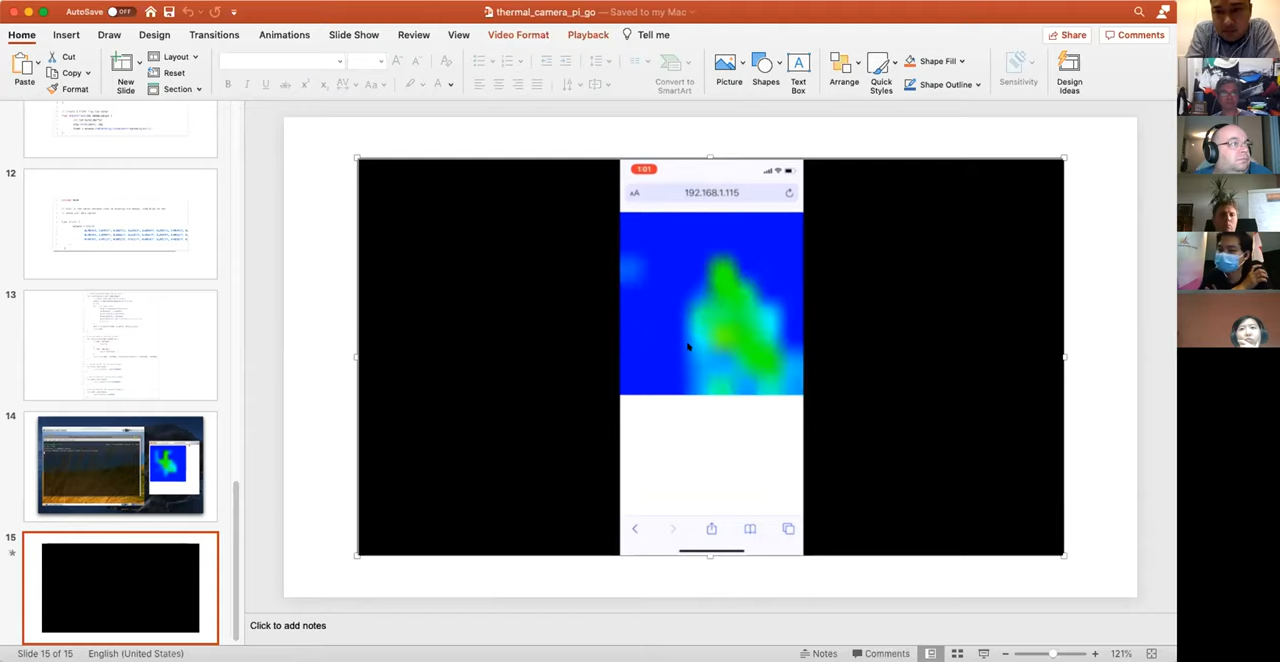 AutoSave OFF thermal_camera_pi_go — Saved to my Mac
Home Insert Draw Design Transitions Animations Slide Show Review View Video Format Playback Tell me Share Comments
Paste
Cut
Copy
Format
New Slide
Layout
Reset
Section
Convert to SmartArt
Picture
Shapes
Text Box
Arrange
Quick Styles
Shape Fill
Shape Outline
Sensitivity
Design Ideas
12
13
14
15
1:01
AA 192.168.1.115
Click to add notes
Slide 15 of 15 English (United States) Notes Comments 121%